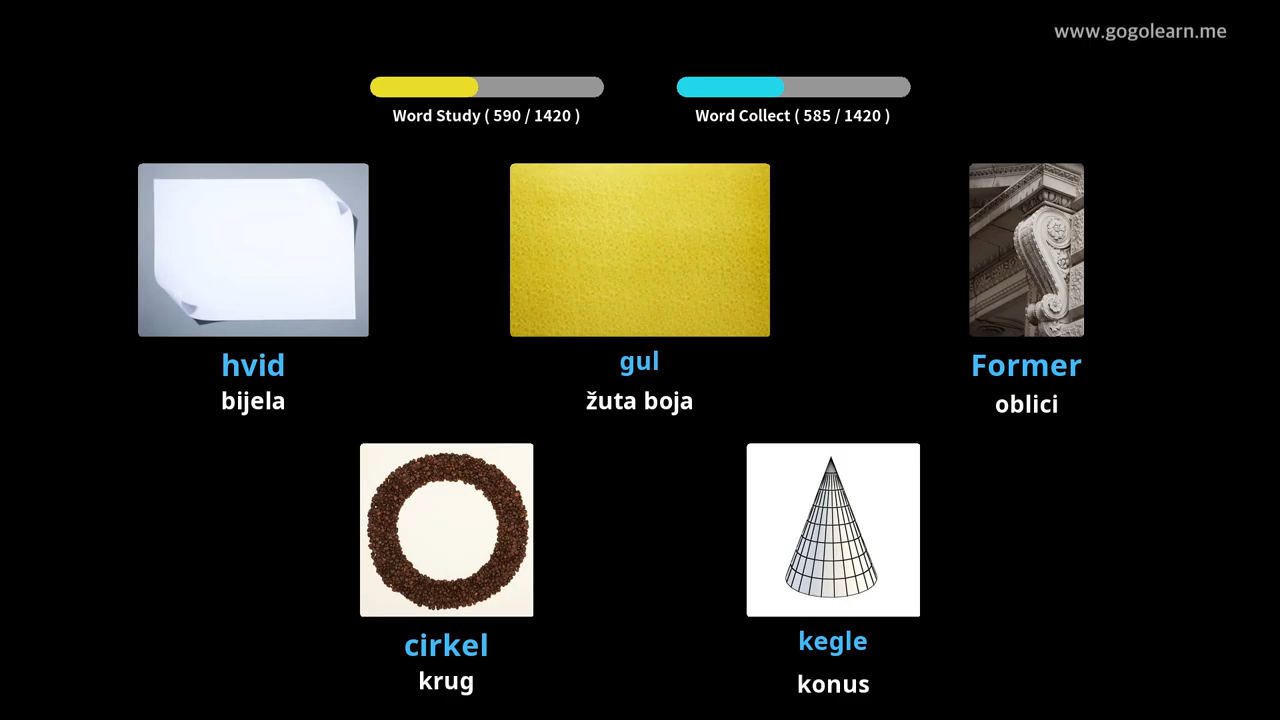 www.gogolearn.me
Word Study ( 590 / 1420 )
Word Collect ( 585 / 1420 )
hvid
bijela
gul
žuta boja
Former
oblici
cirkel
krug
kegle
konus